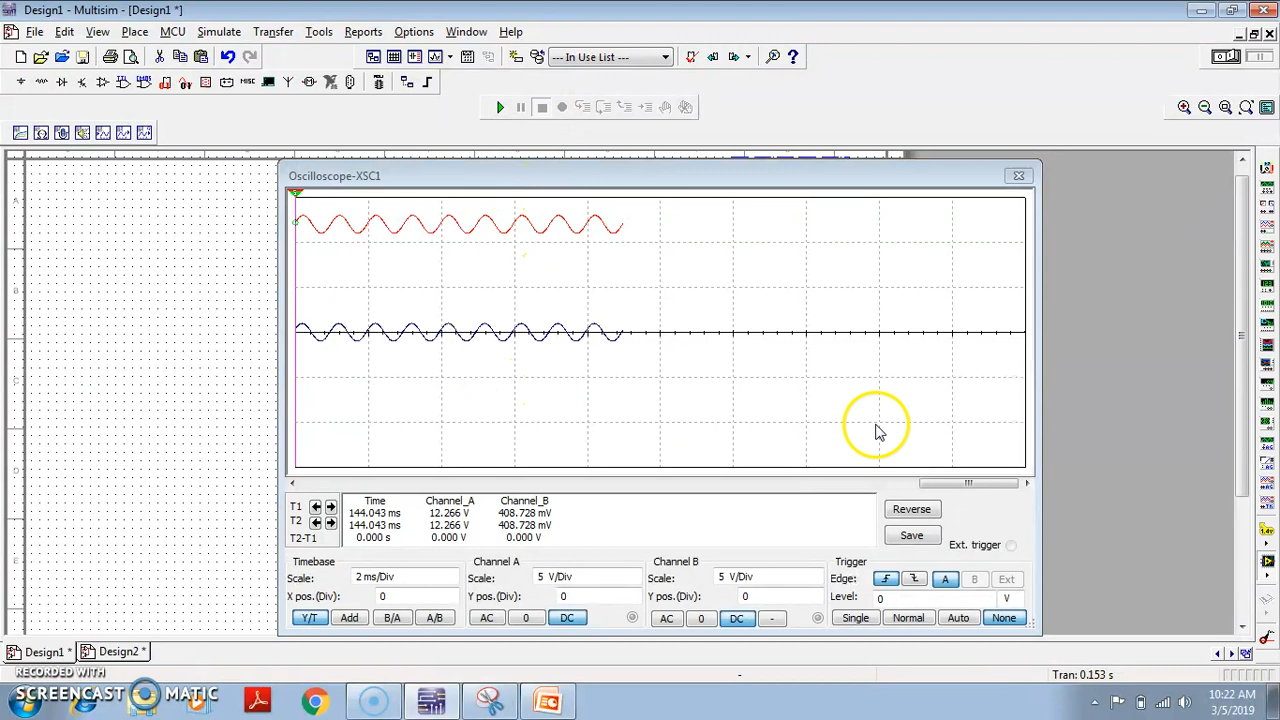 Design1 - Multisim - [Design1 *]
File Edit View Place MCU Simulate Transfer Tools Reports Options Window Help
--- In Use List ---
MISC
Oscilloscope-XSC1
A
B
C
D
E
T1
T2
T2-T1
Time Channel_A Channel_B
144.043 ms 12.266 V 408.728 mV
144.043 ms 12.266 V 408.728 mV
0.000 s 0.000 V 0.000 V
Reverse
Save
Ext. trigger
Timebase Channel A Channel B Trigger
Scale: 2 ms/Div Scale: 5 V/Div Scale: 5 V/Div Edge: A B Ext
X pos.(Div): 0 Y pos.(Div): 0 Y pos.(Div): 0 Level: 0 V
Y/T Add B/A A/B AC 0 DC AC 0 DC - Single Normal Auto None
Design1 * Design2 *
Tran: 0.153 s
RECORDED WITH
SCREENCAST MATIC
10:22 AM
3/5/2019